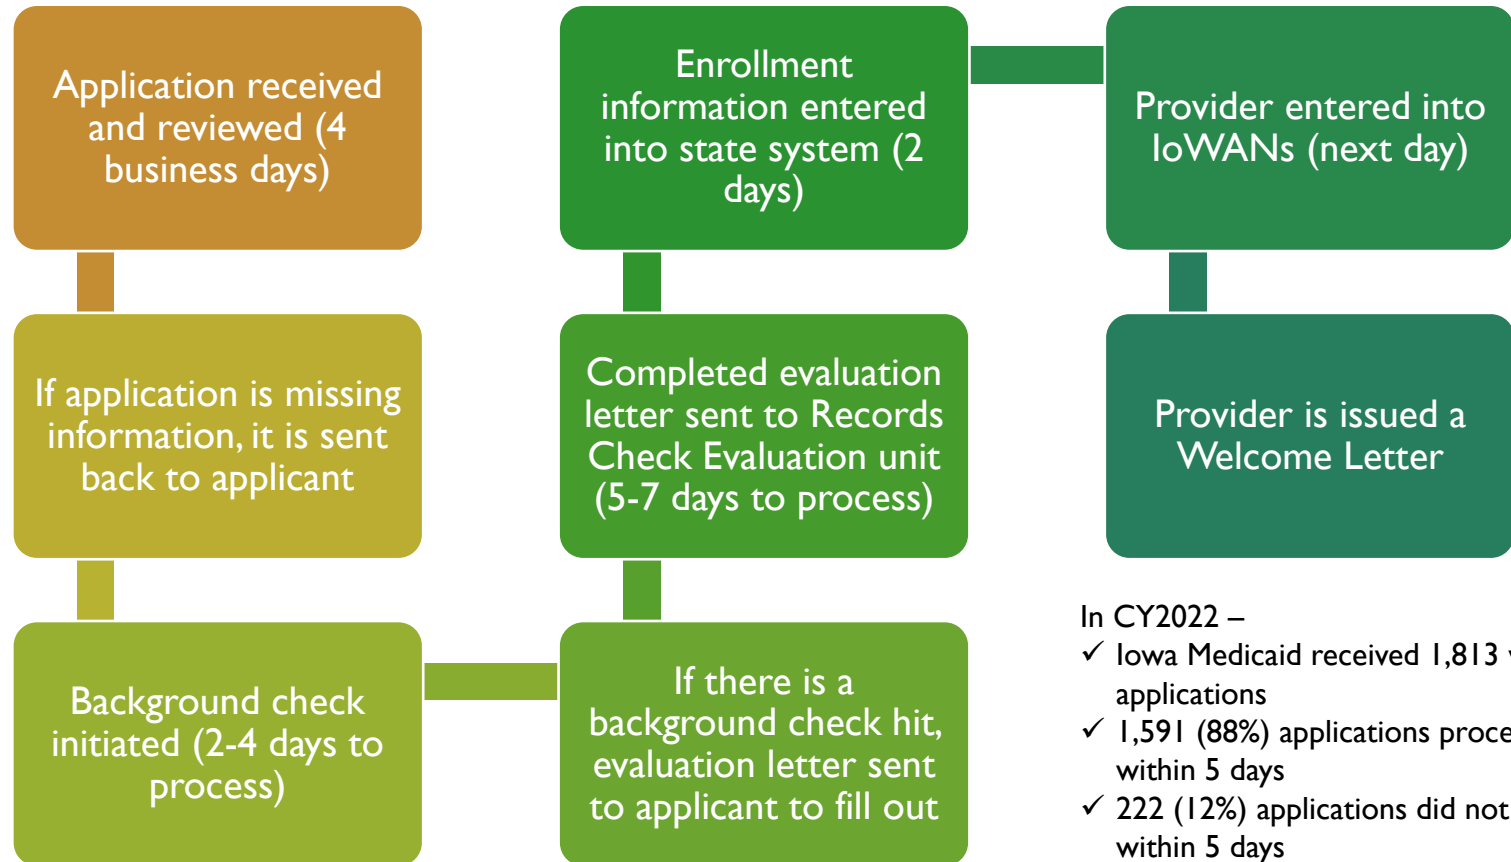 Application received
and reviewed (4
business days)
If application is missing
information, it is sent
back to applicant
Background check
initiated (2-4 days to
process)
If there is a
background check hit,
evaluation letter sent
to applicant to fill out
Completed evaluation
letter sent to Records
Check Evaluation unit
(5-7 days to process)
Enrollment
information entered
into state system (2
days)
Provider entered into
IoWANs (next day)
Provider is issued a
Welcome Letter
In CY2022 –
✓ Iowa Medicaid received 1,813
applications
✓ 1,591 (88%) applications
within 5 days
✓ 222 (12%) applications did not
within 5 days